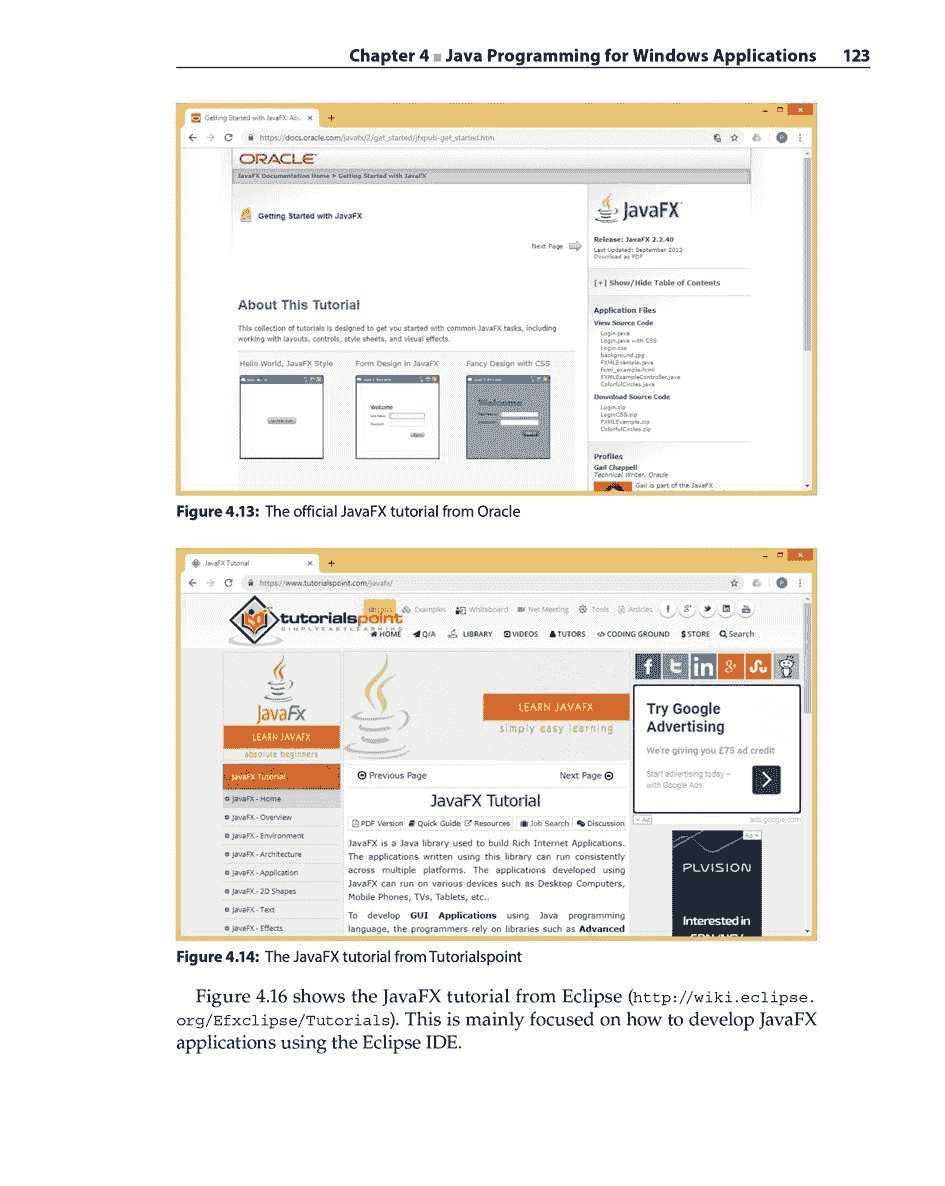 Chapter 4 ■ Java Programming for Windows Applications 123
Getting Started with JavaFX: Abo
https://docs.oracle.com/javafx/2/get_started/jfxpub-get_started.htm
ORACLE
JavaFX Documentation Home > Getting Started with JavaFX
Getting Started with JavaFX
Next Page
About This Tutorial
This collection of tutorials is designed to get you started with common JavaFX tasks, including
working with layouts, controls, style sheets, and visual effects.
Hello World, JavaFX Style Form Design in JavaFX Fancy Design with CSS
Welcome
Welcome
JavaFX
Release: JavaFX 2.2.40
Last Updated: September 2013
Download as PDF
[+] Show/Hide Table of Contents
Application Files
View Source Code
Login.java
Login.java with CSS
Login.css
background.jpg
FXMLExample.java
fxml_example.fxml
FXMLExampleController.java
ColorfulCircles.java
Download Source Code
Login.zip
LoginCSS.zip
FXMLExample.zip
ColorfulCircles.zip
Profiles
Gail Chappell
Technical Writer, Oracle
Gail is part of the JavaFX
Figure 4.13: The official JavaFX tutorial from Oracle
JavaFX Tutorial
https://www.tutorialspoint.com/javafx/
tutorialspoint
SIMPLYEASYLEARNING
Examples Whiteboard Net Meeting Tools Articles
HOME Q/A LIBRARY VIDEOS TUTORS CODING GROUND STORE Search
JavaFx
LEARN JAVAFX
absolute beginners
JavaFX Tutorial
JavaFX - Home
JavaFX - Overview
JavaFX - Environment
JavaFX - Architecture
JavaFX - Application
JavaFX - 2D Shapes
JavaFX - Text
JavaFX - Effects
LEARN JAVAFX
simply easy learning
Previous Page Next Page
JavaFX Tutorial
PDF Version Quick Guide Resources Job Search Discussion
JavaFX is a Java library used to build Rich Internet Applications.
The applications written using this library can run consistently
across multiple platforms. The applications developed using
JavaFX can run on various devices such as Desktop Computers,
Mobile Phones, TVs, Tablets, etc..
To develop GUI Applications using Java programming
language, the programmers rely on libraries such as Advanced
Try Google
Advertising
We're giving you £75 ad credit
Start advertising today –
with Google Ads.
Ad ads.google.com
Ad
PLVISION
Interested in
Figure 4.14: The JavaFX tutorial from Tutorialspoint
Figure 4.16 shows the JavaFX tutorial from Eclipse (http://wiki.eclipse.
org/Efxclipse/Tutorials). This is mainly focused on how to develop JavaFX
applications using the Eclipse IDE.